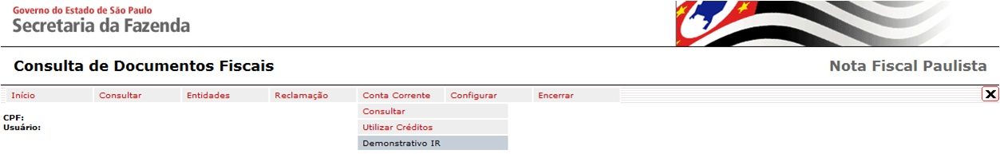 Governo do Estado de São Paulo
Secretaria da Fazenda
Consulta de Documentos Fiscais
Nota Fiscal Paulista
Início Consultar Entidades Reclamação Conta Corrente Configurar Encerrar X
CPF:
Usuário:
Consultar
Utilizar Créditos
Demonstrativo IR